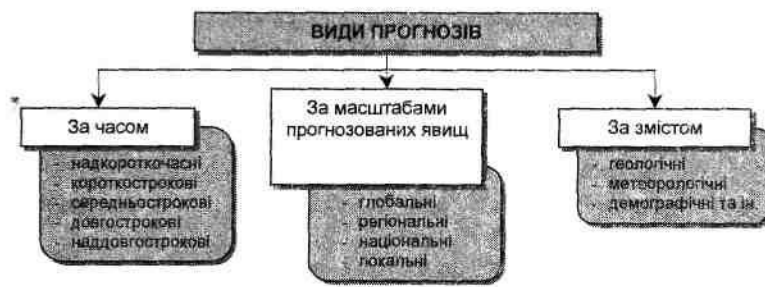 ВИДИ ПРОГНОЗІВ
За часом
- надкороткочасні
- короткострокові
- середньострокові
- довгострокові
- наддовгострокові
За масштабами
прогнозованих явищ
- глобальні
- регіональні
- національні
- локальні
За змістом
- геологічні
- метеорологічні
- демографічні та ін